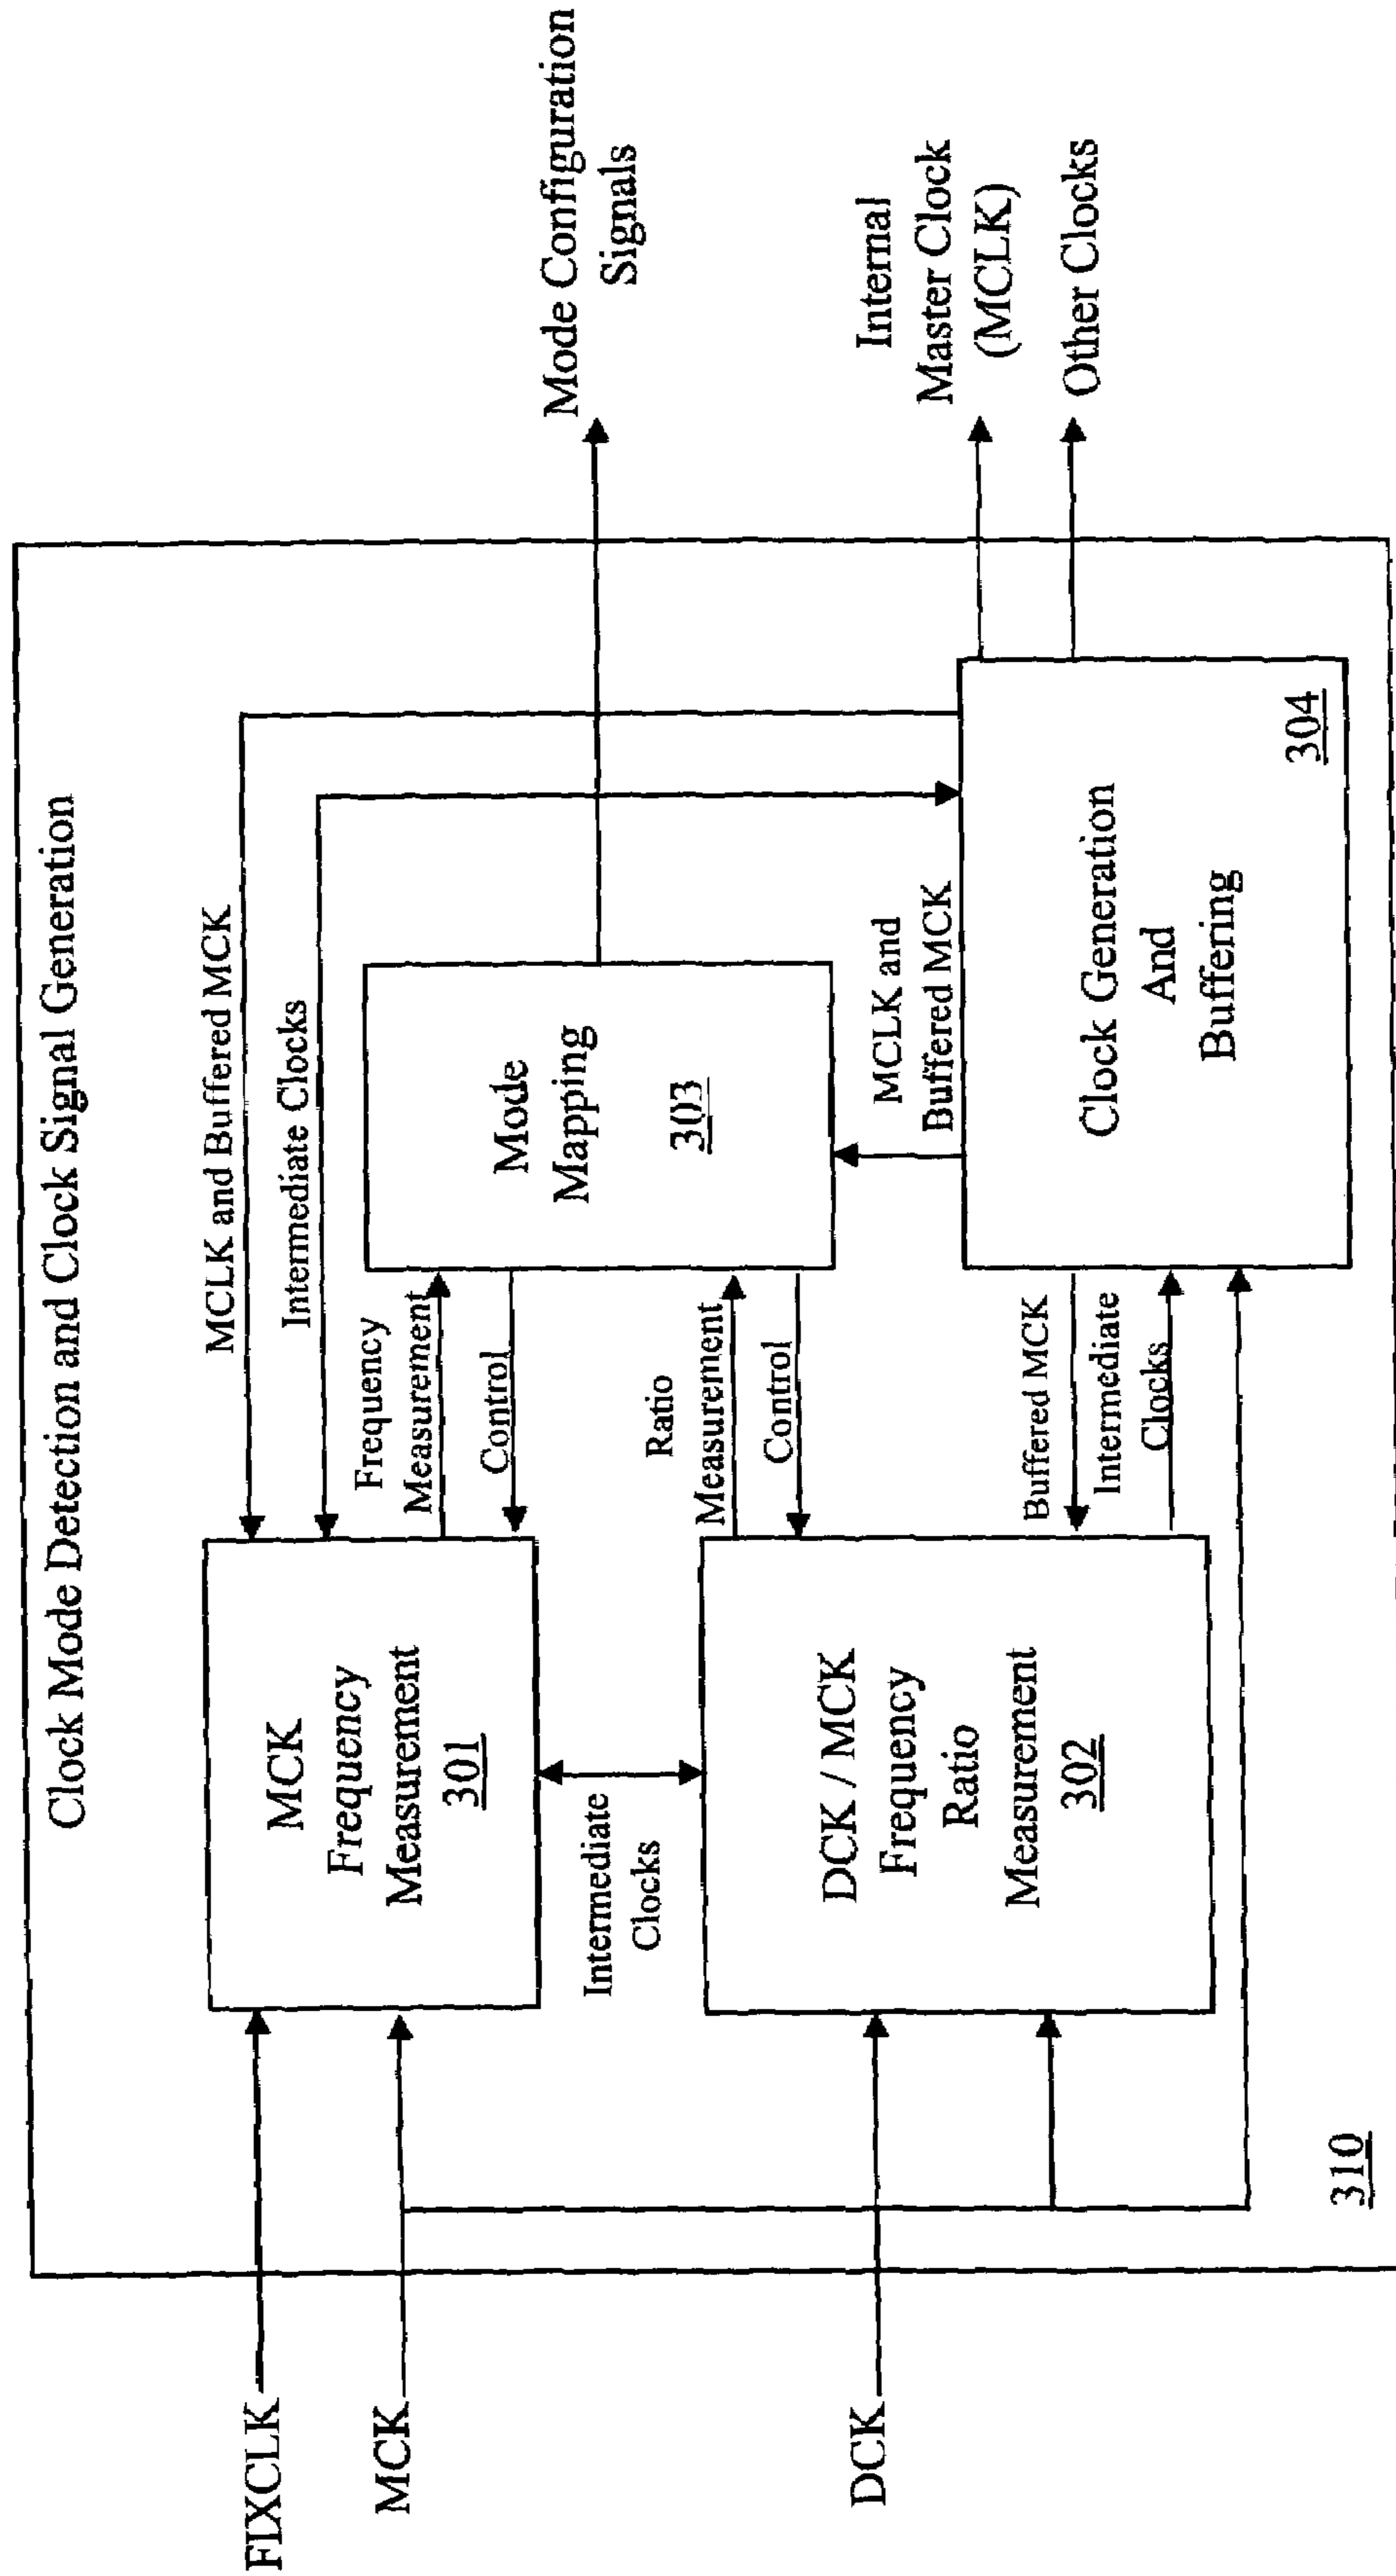 Clock Mode Detection and Clock Signal Generation
FIXCLK
MCK
DCK
MCK
Frequency
Measurement
301
Intermediate
Clocks
DCK / MCK
Frequency
Ratio
Measurement
302
MCLK and Buffered MCK
Intermediate Clocks
Frequency
Measurement
Control
Ratio
Measurement
Control
Buffered MCK
Intermediate
Clocks
Mode
Mapping
303
MCLK and
Buffered MCK
Clock Generation
And
Buffering
304
Mode Configuration
Signals
Internal
Master Clock
(MCLK)
Other Clocks
310